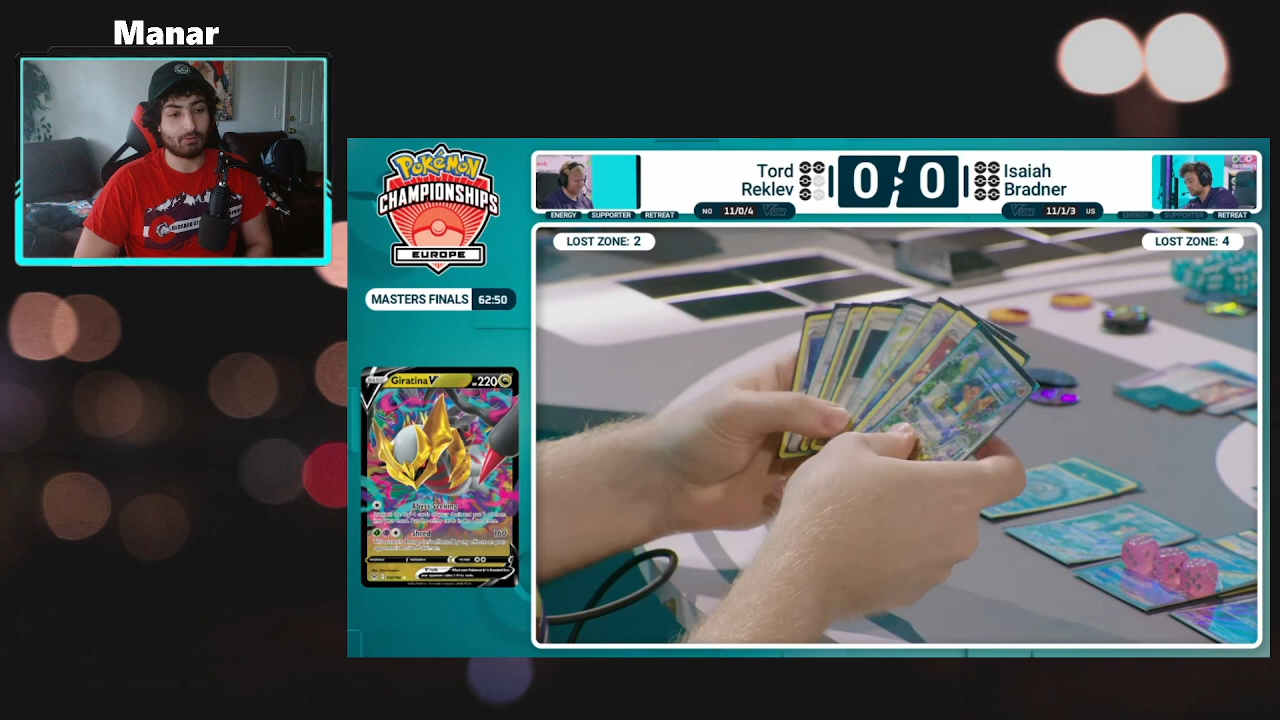 Manar
Pokémon
CHAMPIONSHIPS
EUROPE
MASTERS FINALS 62:50
Tord
Reklev
0 0
Isaiah
Bradner
ENERGY SUPPORTER RETREAT
NO 11/0/4
11/1/3 US
ENERGY SUPPORTER RETREAT
LOST ZONE: 2
LOST ZONE: 4
BASIC Giratina V 220
Abyss Seeking
Shred 160